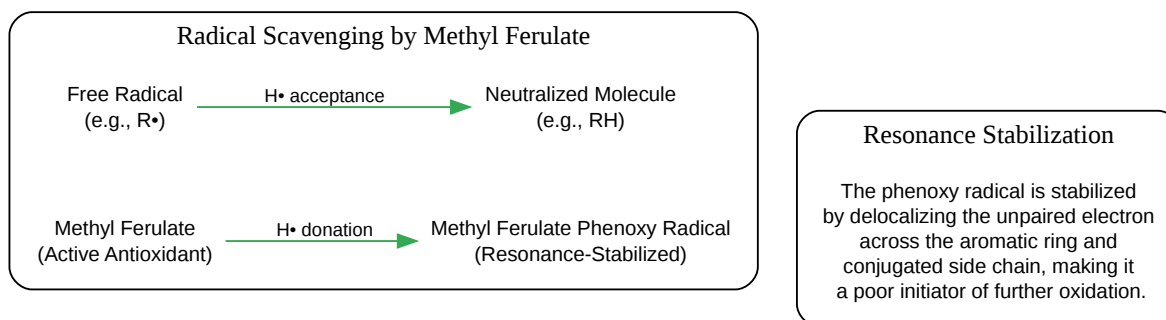 Radical Scavenging by Methyl Ferulate
Free Radical
(e.g., R•)
H• acceptance
Neutralized Molecule
(e.g., RH)
Methyl Ferulate
(Active Antioxidant)
H• donation
Methyl Ferulate Phenoxy Radical
(Resonance-Stabilized)
Resonance Stabilization
The phenoxy radical is stabilized
by delocalizing the unpaired electron
across the aromatic ring and
conjugated side chain, making it
a poor initiator of further oxidation.